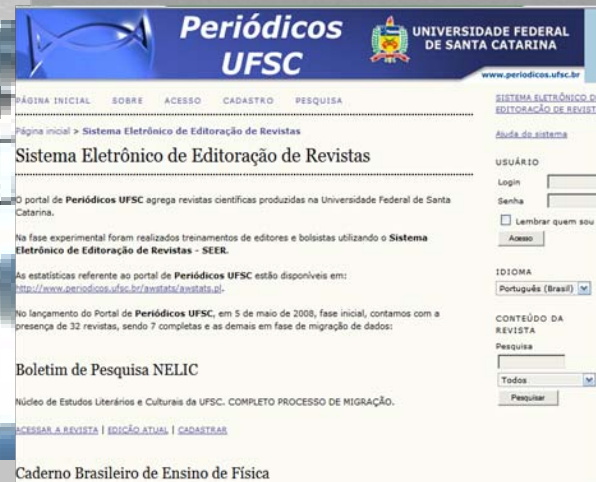 Periódicos
UFSC
UNIVERSIDADE FEDERAL
DE SANTA CATARINA
www.periodicos.ufsc.br
PÁGINA INICIAL SOBRE ACESSO CADASTRO PESQUISA
Página inicial > Sistema Eletrônico de Editoração de Revistas
Sistema Eletrônico de Editoração de Revistas
O portal de Periódicos UFSC agrega revistas científicas produzidas na Universidade Federal de Santa
Catarina.
Na fase experimental foram realizados treinamentos de editores e bolsistas utilizando o Sistema
Eletrônico de Editoração de Revistas - SEER.
As estatísticas referente ao portal de Periódicos UFSC estão disponíveis em:
http://www.periodicos.ufsc.br/awstats/awstats.pl.
No lançamento do Portal de Periódicos UFSC, em 5 de maio de 2008, fase inicial, contamos com a
presença de 32 revistas, sendo 7 completas e as demais em fase de migração de dados:
Boletim de Pesquisa NELIC
Núcleo de Estudos Literários e Culturais da UFSC. COMPLETO PROCESSO DE MIGRAÇÃO.
ACESSAR A REVISTA | EDIÇÃO ATUAL | CADASTRAR
Caderno Brasileiro de Ensino de Física
SISTEMA ELETRÔNICO D
EDITORAÇÃO DE REVIST
Ajuda do sistema
USUÁRIO
Login
Senha
Lembrar quem sou
Acesso
IDIOMA
Português (Brasil)
CONTEÚDO DA
REVISTA
Pesquisa
Todos
Pesquisar